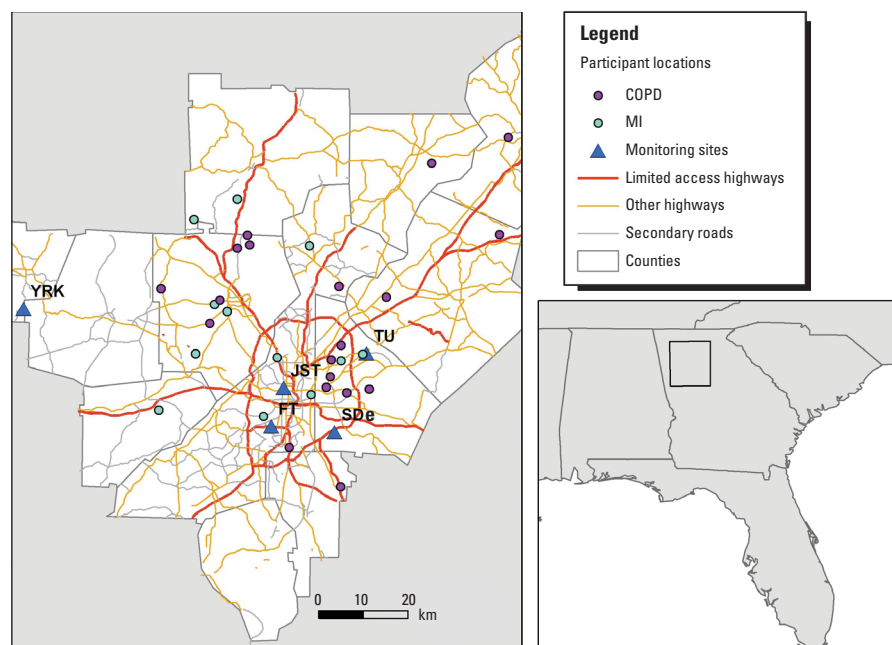 YRK
TU
JST
FT
SDe
0 10 20
km
Legend
Participant locations
COPD
MI
Monitoring sites
Limited access highways
Other highways
Secondary roads
Counties